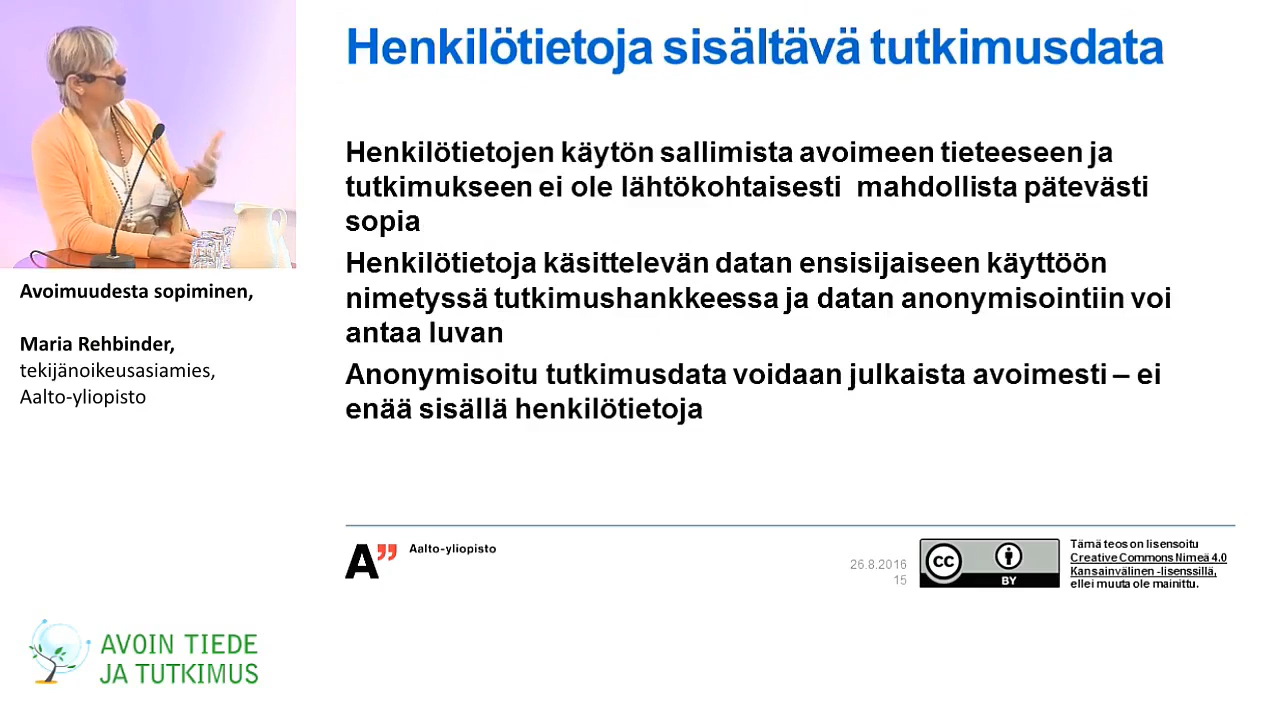 Henkilötietoja sisältävä tutkimusdata
Henkilötietojen käytön sallimista avoimeen tieteeseen ja
tutkimukseen ei ole lähtökohtaisesti mahdollista pätevästi
sopia
Henkilötietoja käsittelevän datan ensisijaiseen käyttöön
nimetyssä tutkimushankkeessa ja datan anonymisointiin voi
antaa luvan
Anonymisoitu tutkimusdata voidaan julkaista avoimesti – ei
enää sisällä henkilötietoja
Avoimuudesta sopiminen,
Maria Rehbinder,
tekijänoikeusasiamies,
Aalto-yliopisto
A”
Aalto-yliopisto
26.8.2016
15
CC
BY
Tämä teos on lisensoitu
Creative Commons Nimeä 4.0
Kansainvälinen -lisenssillä,
ellei muuta ole mainittu.
AVOIN TIEDE
JA TUTKIMUS